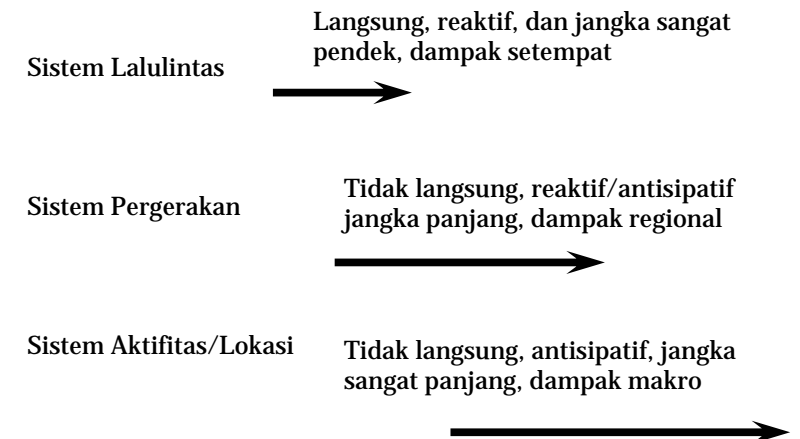 Langsung, reaktif, dan jangka sangat
pendek, dampak setempat
Sistem Lalulintas
Tidak langsung, reaktif/antisipatif
jangka panjang, dampak regional
Sistem Pergerakan
Sistem Aktifitas/Lokasi
Tidak langsung, antisipatif, jangka
sangat panjang, dampak makro